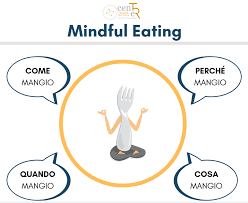 Mindful Eating
COME
MANGIO
PERCHÉ
MANGIO
QUANDO
MANGIO
COSA
MANGIO